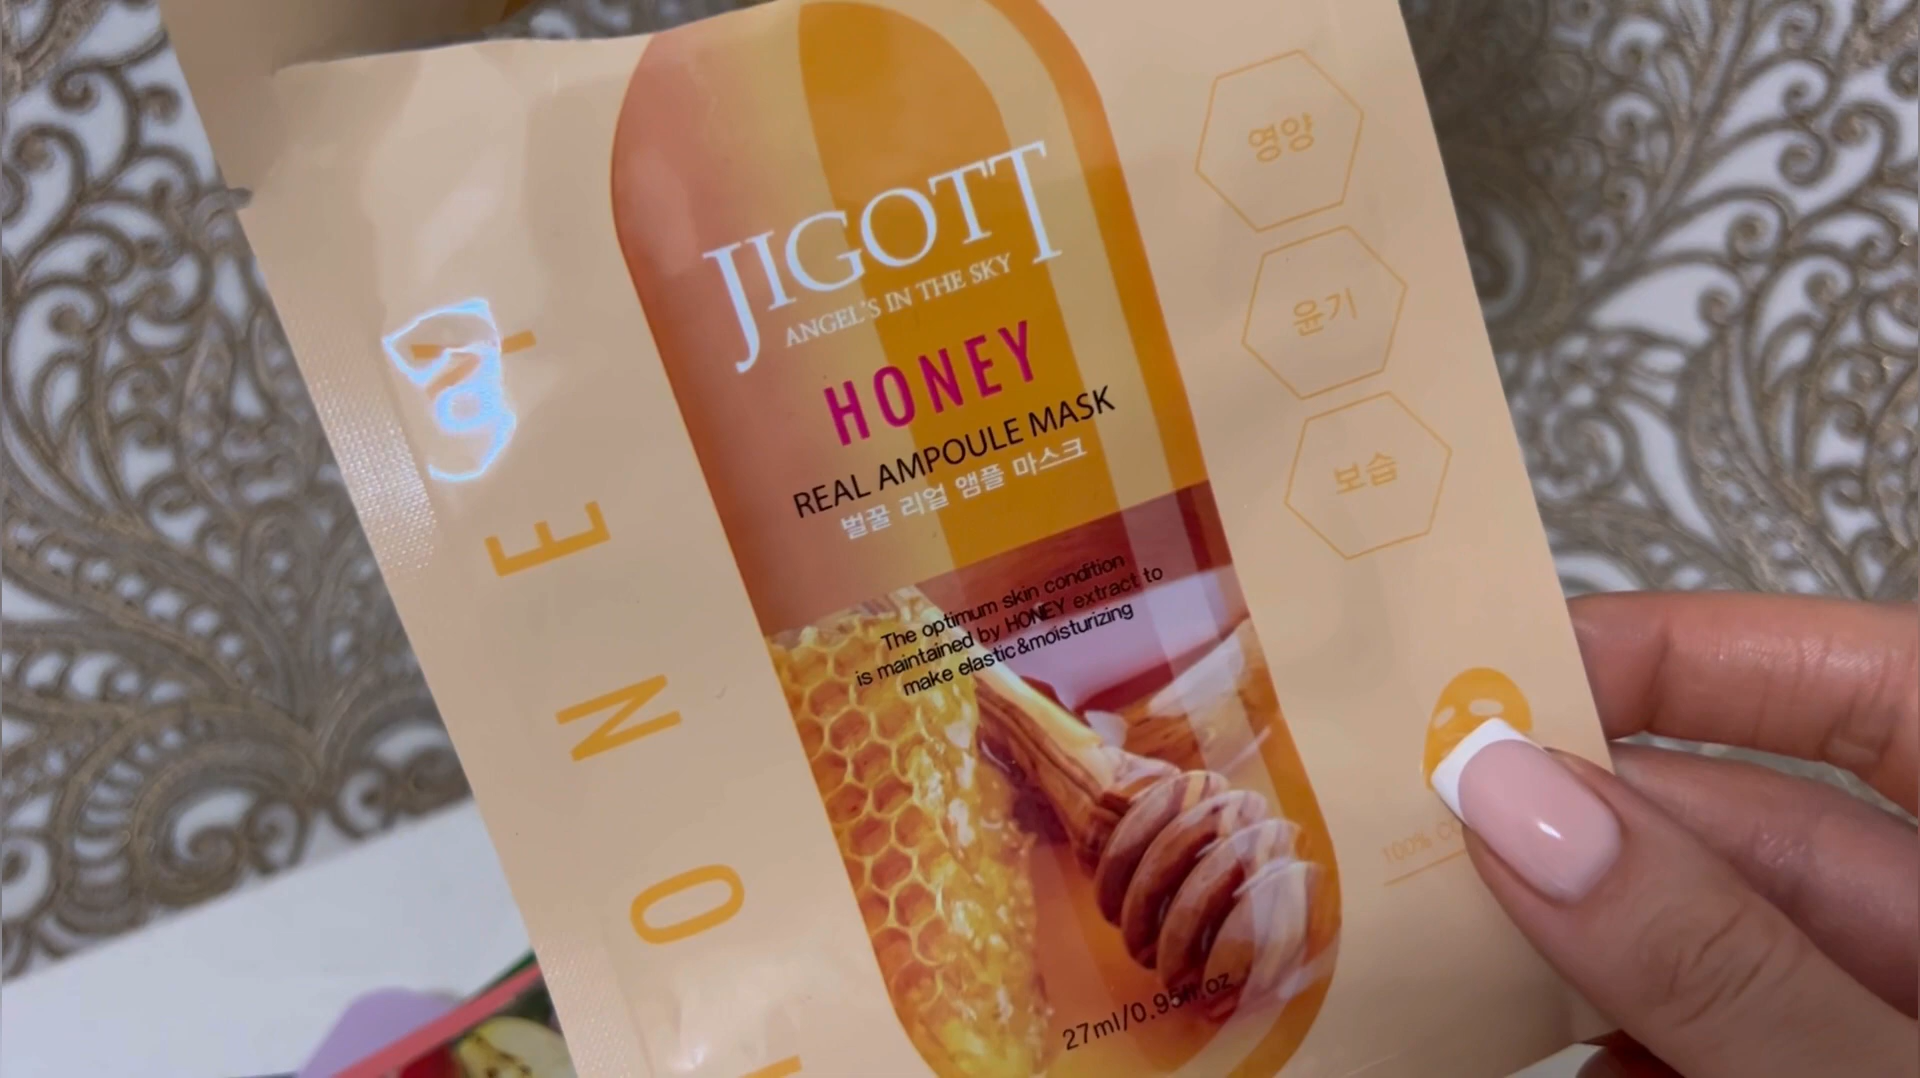 JIGOTT
ANGEL'S IN THE SKY
HONEY
REAL AMPOULE MASK
벌꿀 리얼 앰플 마스크
The optimum skin condition
is maintained by HONEY extract to
make elastic&moisturizing
27ml/0.95fl.oz
영양
윤기
보습
100%